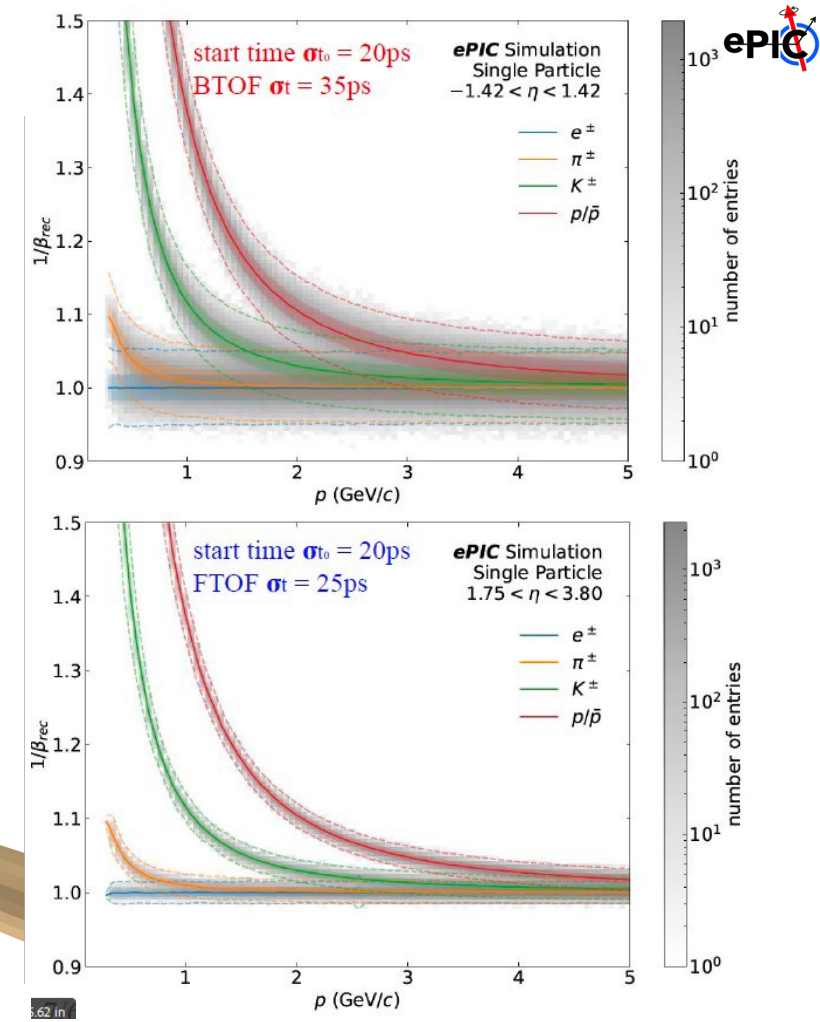 ePIC
1.5
1.4
1.3
1.2
1.1
1.0
0.9
1/βrec
start time σt₀ = 20ps
BTOF σt = 35ps
ePIC Simulation
Single Particle
−1.42 < η < 1.42
e±
π±
K±
p/p̄
1 2 3 4 5
p (GeV/c)
10³
10²
10¹
10⁰
number of entries
1.5
1.4
1.3
1.2
1.1
1.0
0.9
1/βrec
start time σt₀ = 20ps
FTOF σt = 25ps
ePIC Simulation
Single Particle
1.75 < η < 3.80
e±
π±
K±
p/p̄
1 2 3 4 5
p (GeV/c)
10³
10²
10¹
10⁰
number of entries
5.62 in